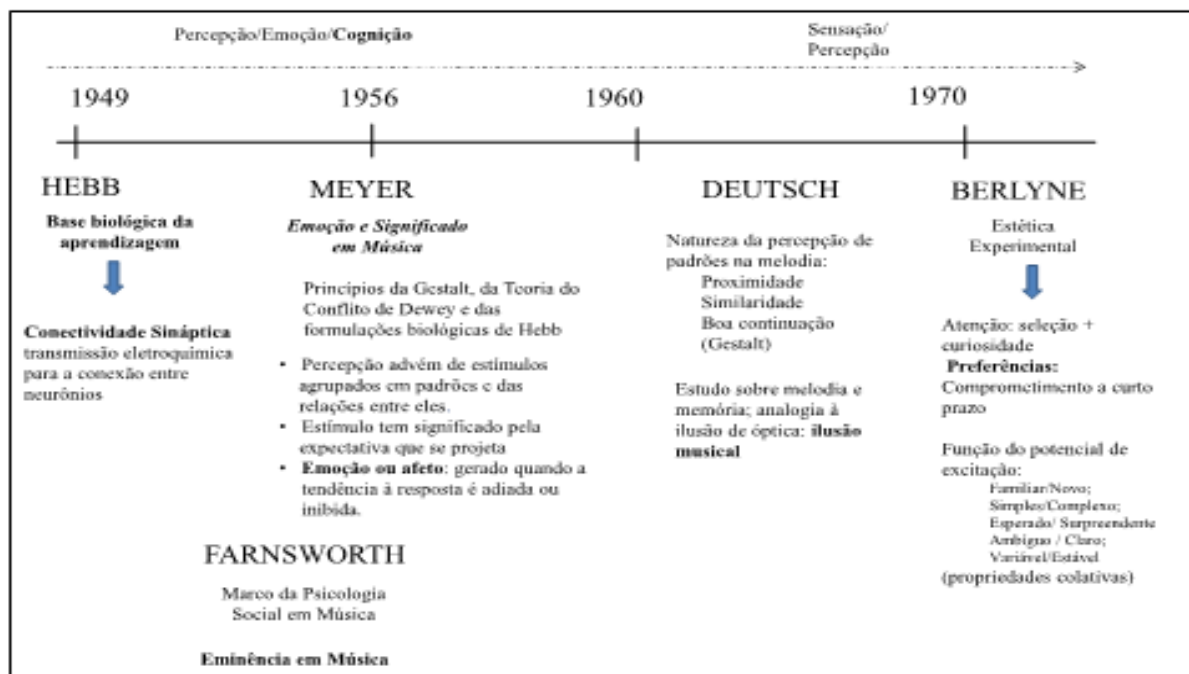 Percepção/Emoção/Cognição
Sensação/
Percepção
1949
1956
1960
1970
HEBB
Base biológica da
aprendizagem
Conectividade Sináptica
transmissão eletroquímica
para a conexão entre
neurônios
MEYER
Emoção e Significado
em Música
Princípios da Gestalt, da Teoria do
Conflito de Dewey e das
formulações biológicas de Hebb
• Percepção advém de estímulos
agrupados em padrões e das
relações entre eles.
• Estímulo tem significado pela
expectativa que se projeta
• Emoção ou afeto: gerado quando a
tendência à resposta é adiada ou
inibida.
FARNSWORTH
Marco da Psicologia
Social em Música
Eminência em Música
DEUTSCH
Natureza da percepção de
padrões na melodia:
Proximidade
Similaridade
Boa continuação
(Gestalt)
Estudo sobre melodia e
memória; analogia à
ilusão de óptica: ilusão
musical
BERLYNE
Estética
Experimental
Atenção: seleção +
curiosidade
Preferências:
Comprometimento a curto
prazo
Função do potencial de
excitação:
Familiar/Novo;
Simples/Complexo;
Esperado/ Surpreendente
Ambíguo / Claro;
Variável/Estável
(propriedades colativas)